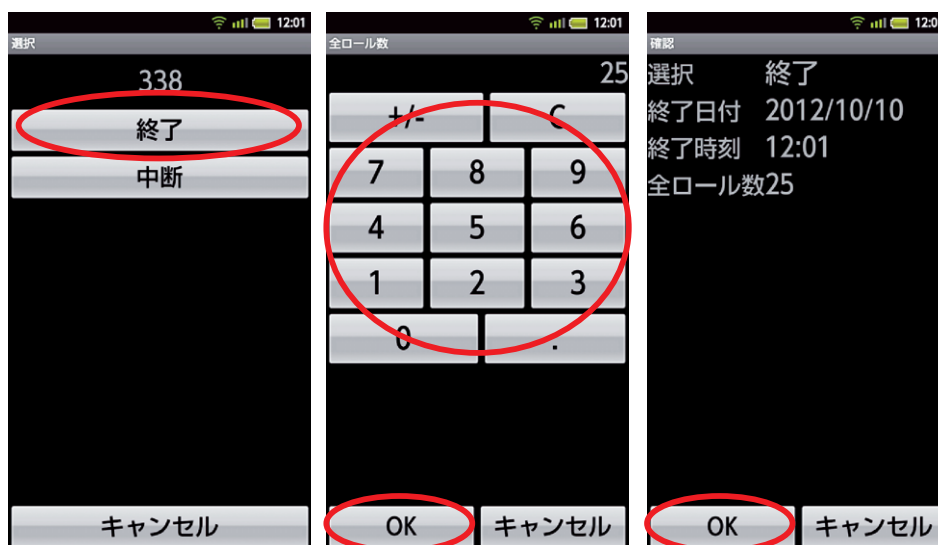 12:01
選択
338
終了
中断
キャンセル
12:01
全ロール数
25
+/- C
7 8 9
4 5 6
1 2 3
0 .
OK キャンセル
12:0
確認
選択 終了
終了日付 2012/10/10
終了時刻 12:01
全ロール数25
OK キャンセル